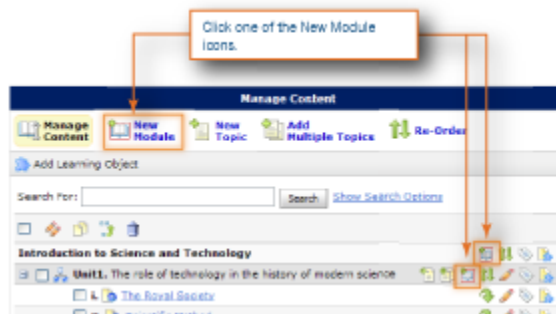 Click one of the New Module
icons.
Manage Content
Manage Content New Module New Topic Add Multiple Topics Re-Order
Add Learning Object
Search For: Search Show Search Options
Introduction to Science and Technology
Unit1. The role of technology in the history of modern science
i. The Royal Society
Scientific Method